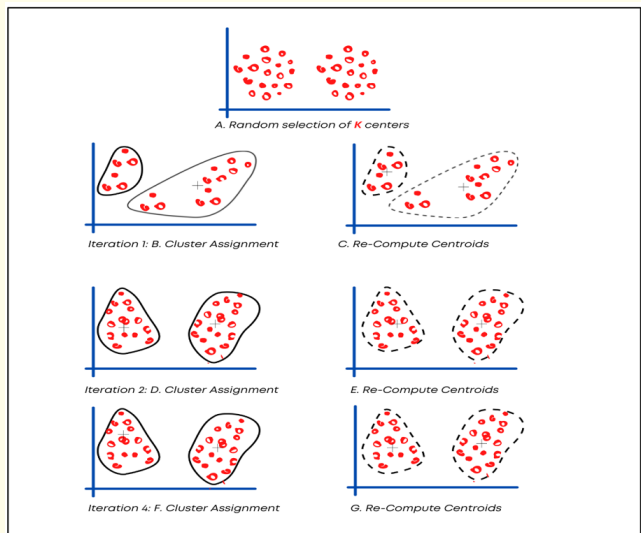 A. Random selection of K centers
Iteration 1: B. Cluster Assignment
C. Re-Compute Centroids
Iteration 2: D. Cluster Assignment
E. Re-Compute Centroids
Iteration 4: F. Cluster Assignment
G. Re-Compute Centroids